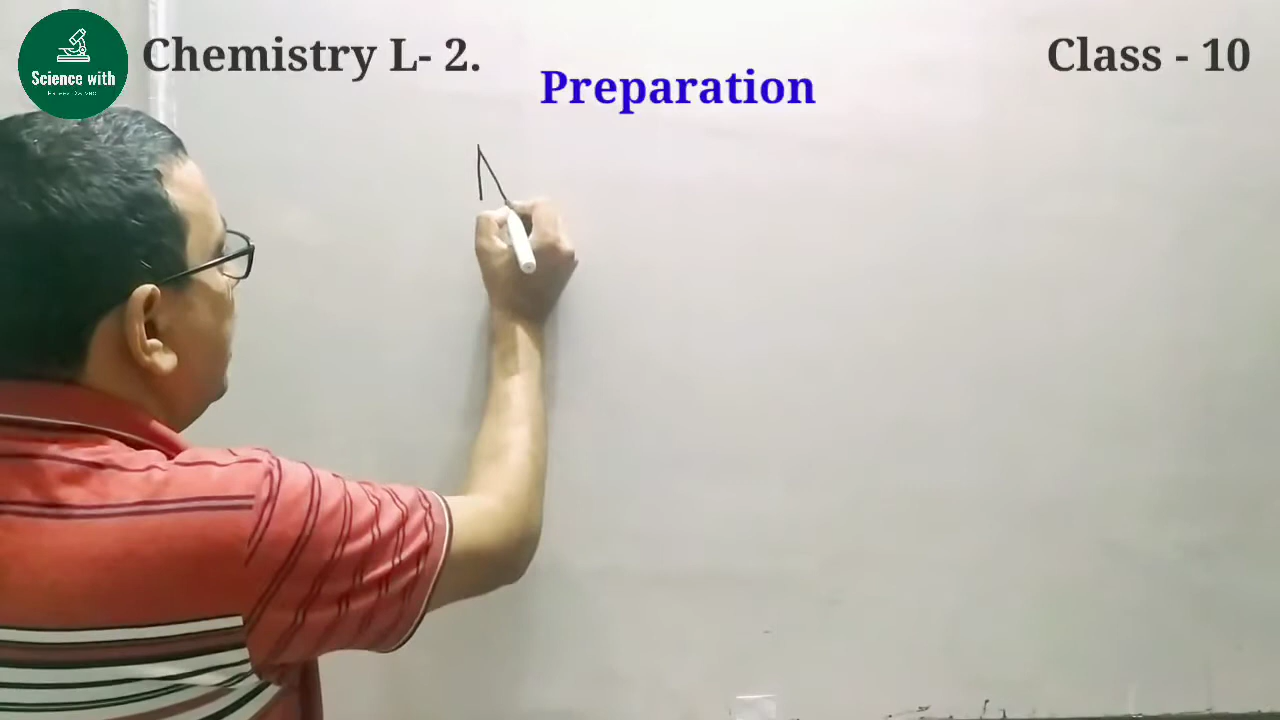 Chemistry L- 2.
Class - 10
Preparation
Science with